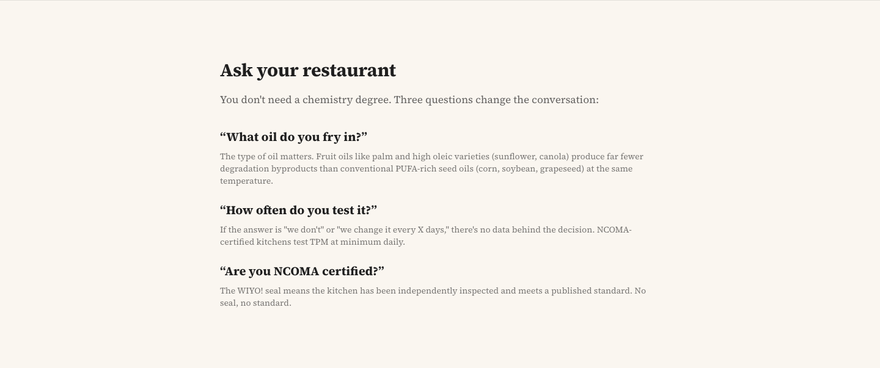 Ask your restaurant
You don't need a chemistry degree. Three questions change the conversation:
“What oil do you fry in?”
The type of oil matters. Fruit oils like palm and high oleic varieties (sunflower, canola) produce far fewer
degradation byproducts than conventional PUFA-rich seed oils (corn, soybean, grapeseed) at the same
temperature.
“How often do you test it?”
If the answer is "we don't" or "we change it every X days," there's no data behind the decision. NCOMA-
certified kitchens test TPM at minimum daily.
“Are you NCOMA certified?”
The WIYO! seal means the kitchen has been independently inspected and meets a published standard. No
seal, no standard.